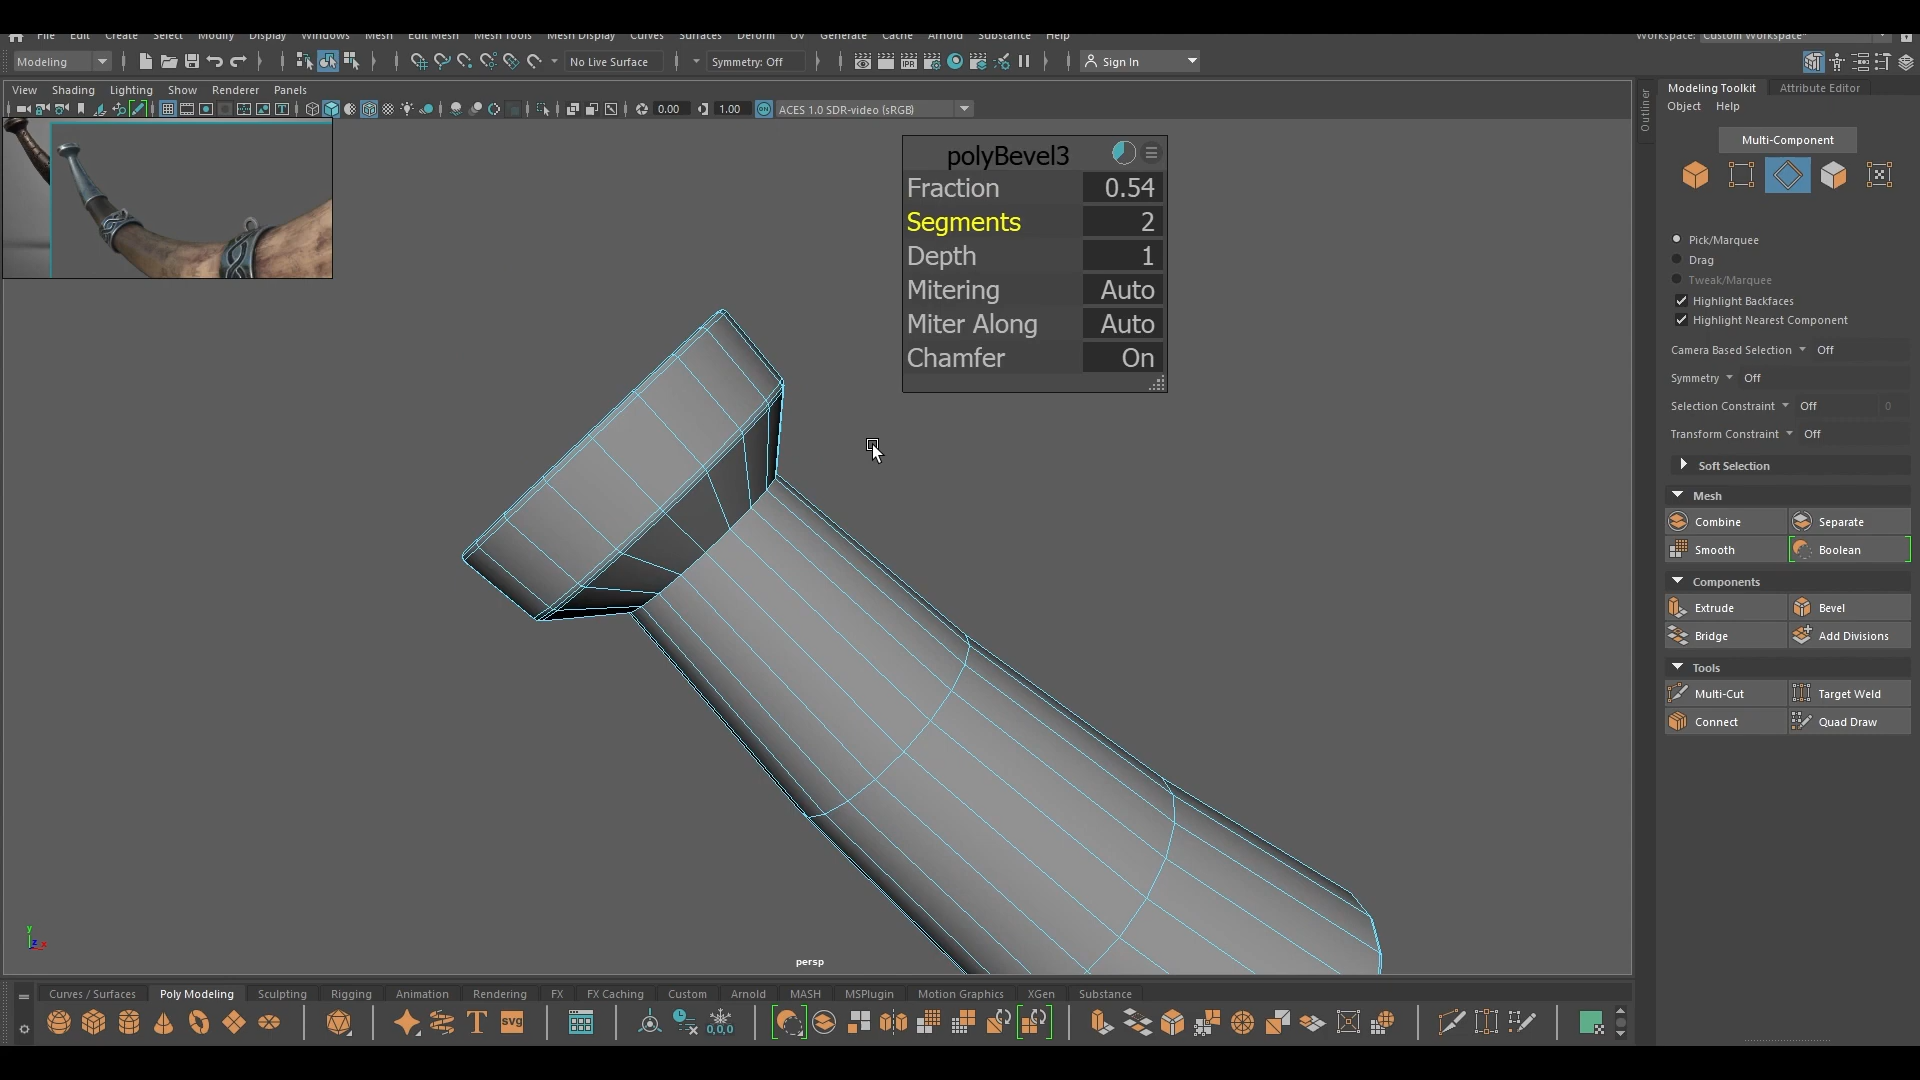 File Edit Create Select Modify Display Windows Mesh Edit Mesh Mesh Tools Mesh Display Curves Surfaces Deform UV Generate Cache Arnold Substance Help
Workspace: Custom Workspace*
Modeling
No Live Surface
Symmetry: Off
Sign In
View Shading Lighting Show Renderer Panels
0.00
1.00
ON
ACES 1.0 SDR-video (sRGB)
polyBevel3
Fraction 0.54
Segments 2
Depth 1
Mitering Auto
Miter Along Auto
Chamfer On
y
z x
persp
Outliner
Modeling Toolkit Attribute Editor
Object Help
Multi-Component
Pick/Marquee
Drag
Tweak/Marquee
Highlight Backfaces
Highlight Nearest Component
Camera Based Selection Off
Symmetry Off
Selection Constraint Off 0
Transform Constraint Off
Soft Selection
Mesh
Combine Separate
Smooth Boolean
Components
Extrude Bevel
Bridge Add Divisions
Tools
Multi-Cut Target Weld
Connect Quad Draw
Curves / Surfaces Poly Modeling Sculpting Rigging Animation Rendering FX FX Caching Custom Arnold MASH MSPlugin Motion Graphics XGen Substance
T
SVG
0,0,0
IPR